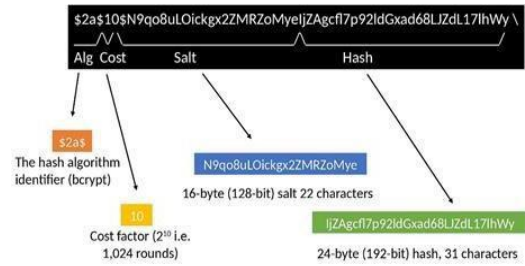 $2a$10$N9qo8uLOickgx2ZMRZoMyeIjZAgcfl7p92ldGxad68LJZdL17lhWy \
Alg Cost Salt Hash
$2a$
The hash algorithm
identifier (bcrypt)
N9qo8uLOickgx2ZMRZoMye
16-byte (128-bit) salt 22 characters
10
Cost factor (2¹⁰ i.e.
1,024 rounds)
IjZAgcfl7p92ldGxad68LJZdL17lhWy
24-byte (192-bit) hash, 31 characters